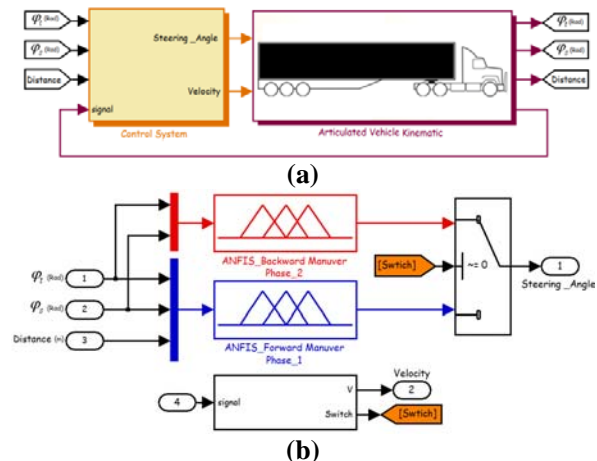 φ₁ (Rad)
φ₂ (Rad)
Distance
signal
Steering _Angle
Velocity
Control System
Articulated Vehicle Kinematic
φ₁ (Rad)
φ₂ (Rad)
Distance
(a)
φ₁ (Rad)
1
φ₂ (Rad)
2
Distance (m)
3
ANFIS_Backward Manuver
Phase_2
ANFIS_Forward Manuver
Phase_1
[Swtich]
~= 0
1
Steering _Angle
4
signal
V
Switch
Velocity
2
[Swtich]
(b)